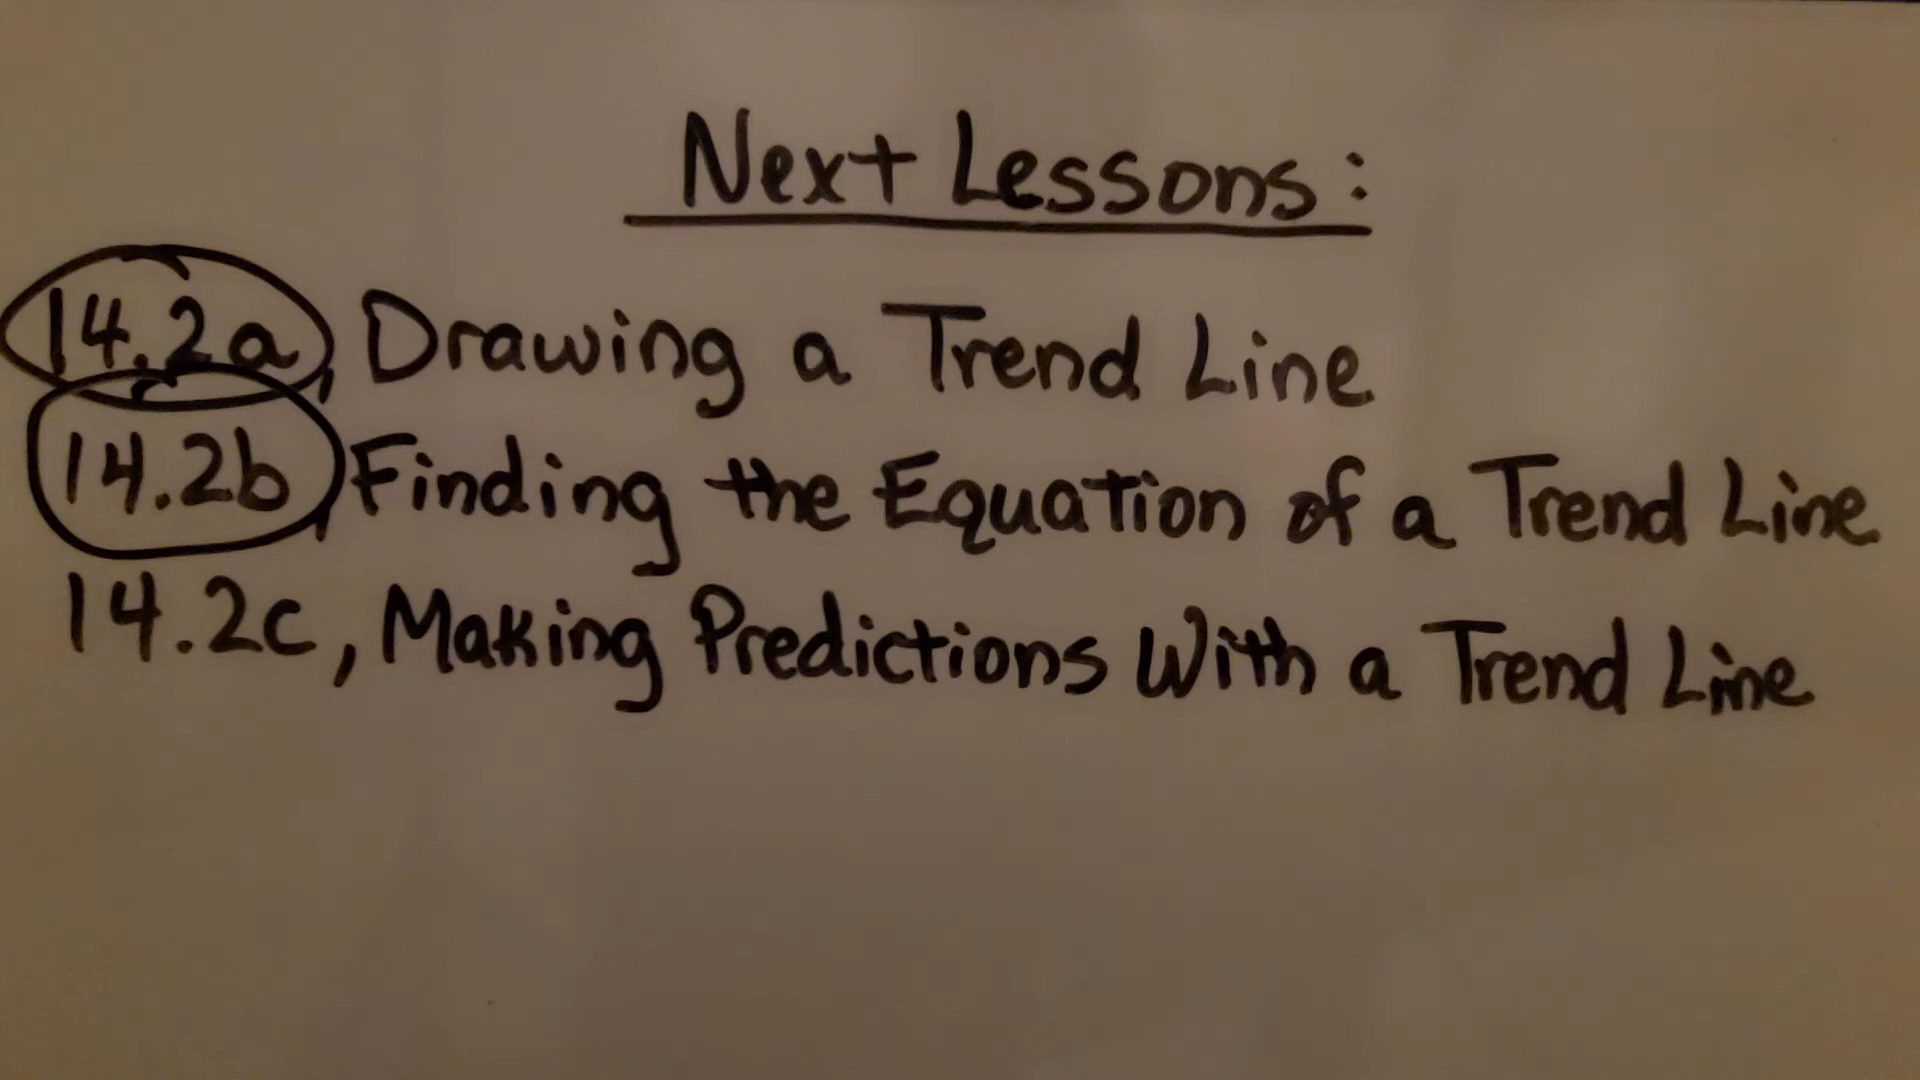 Next Lessons:
14.2a, Drawing a Trend Line
14.2b, Finding the Equation of a Trend Line
14.2c, Making Predictions With a Trend Line